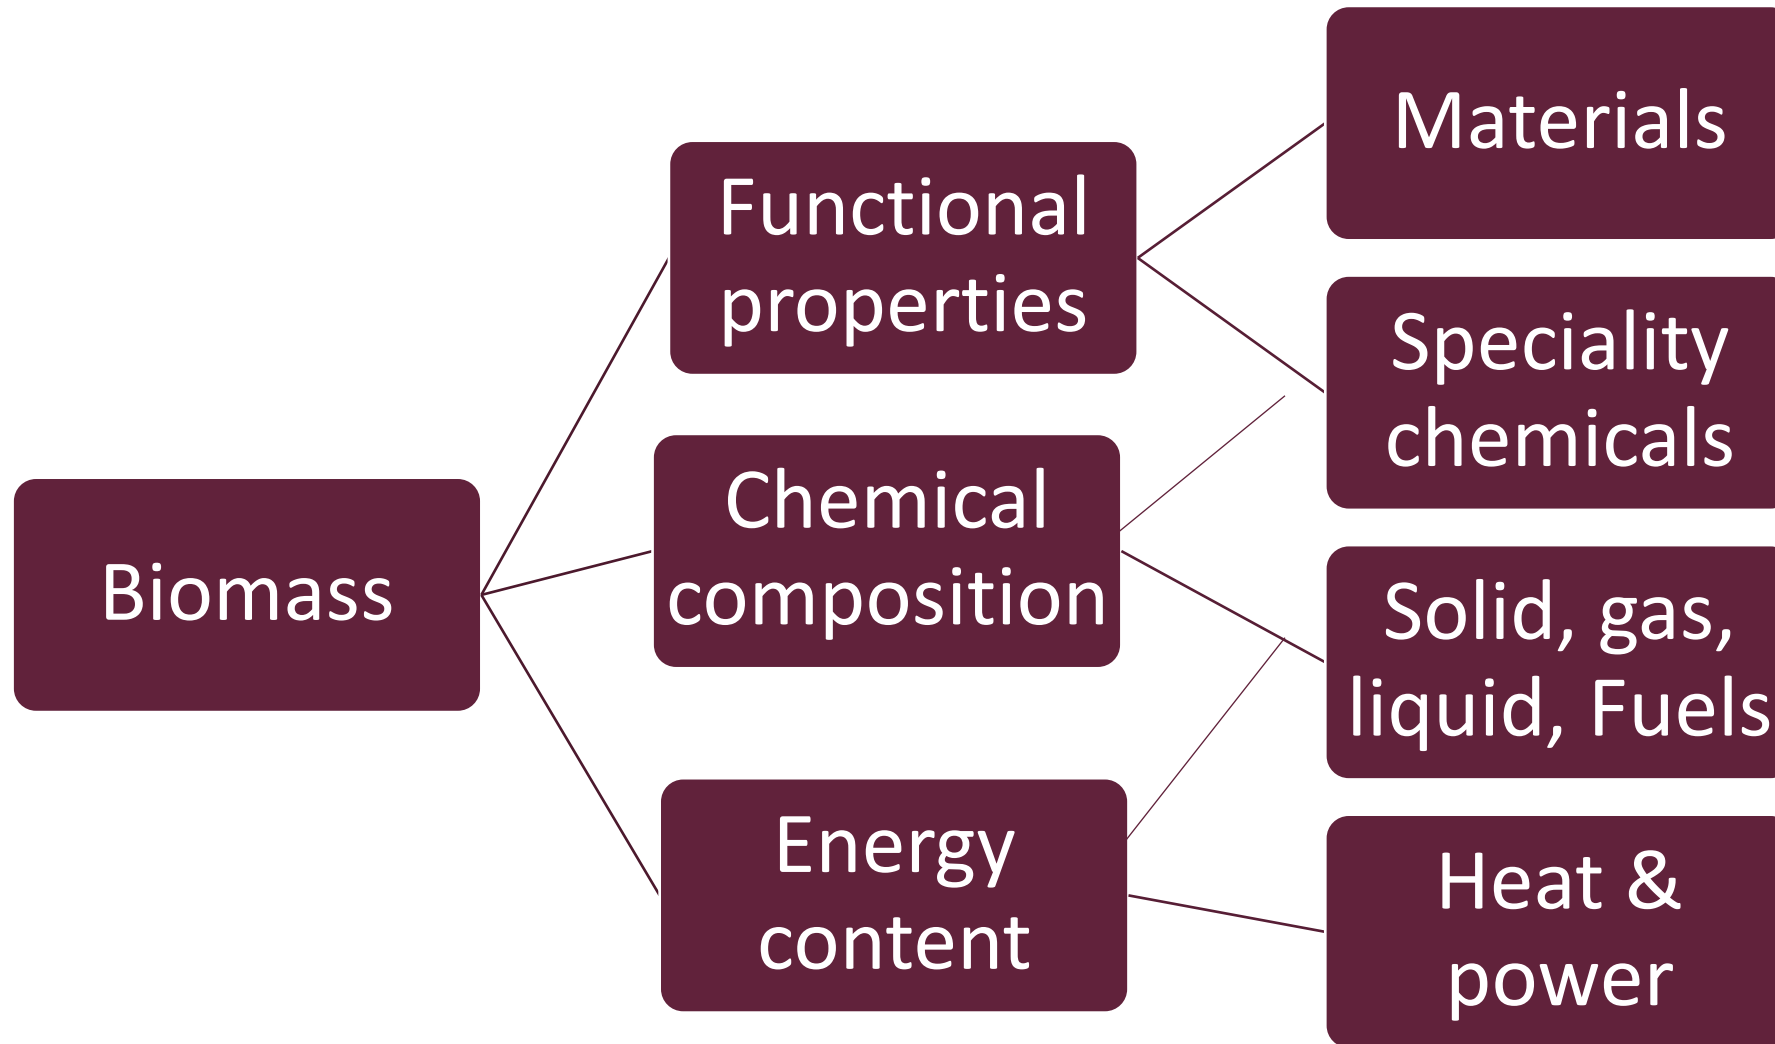 Biomass
Functional
properties
Chemical
composition
Energy
content
Materials
Speciality
chemicals
Solid, gas,
liquid, Fuels
Heat &
power